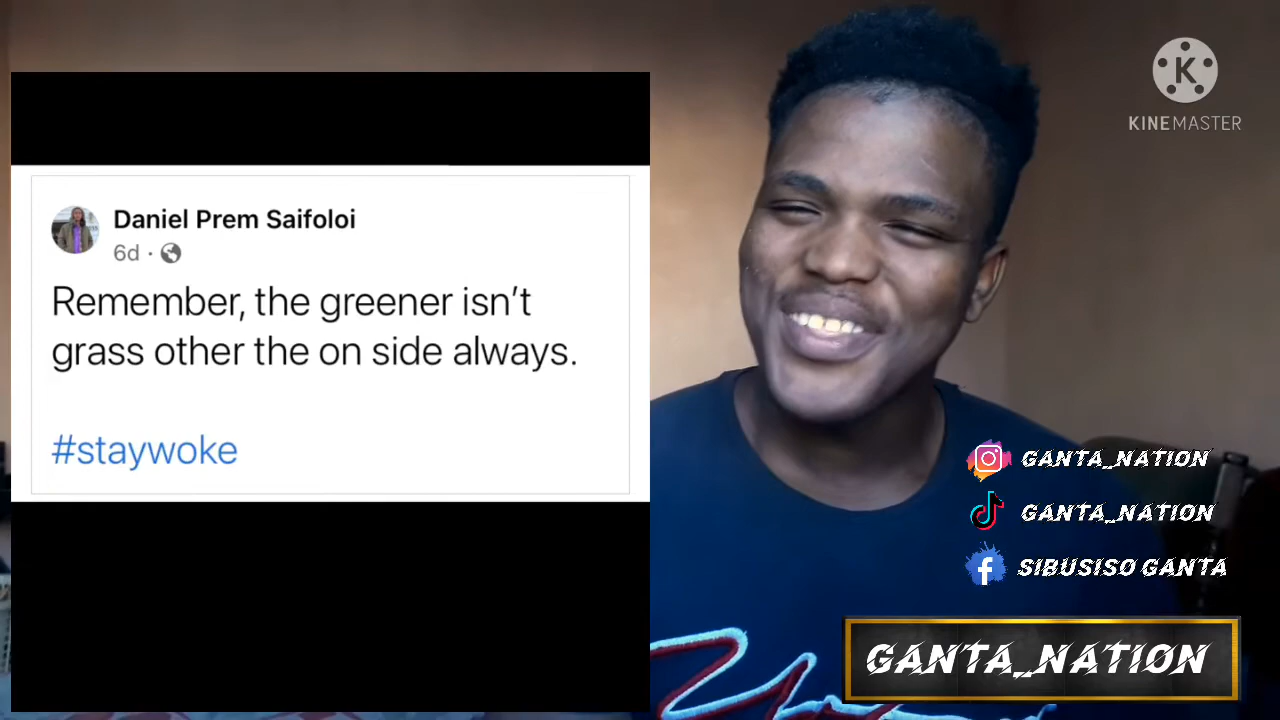 Daniel Prem Saifoloi
6d ·
Remember, the greener isn't
grass other the on side always.
#staywoke
KINEMASTER
GANTA_NATION
GANTA_NATION
SIBUSISO GANTA
GANTA_NATION